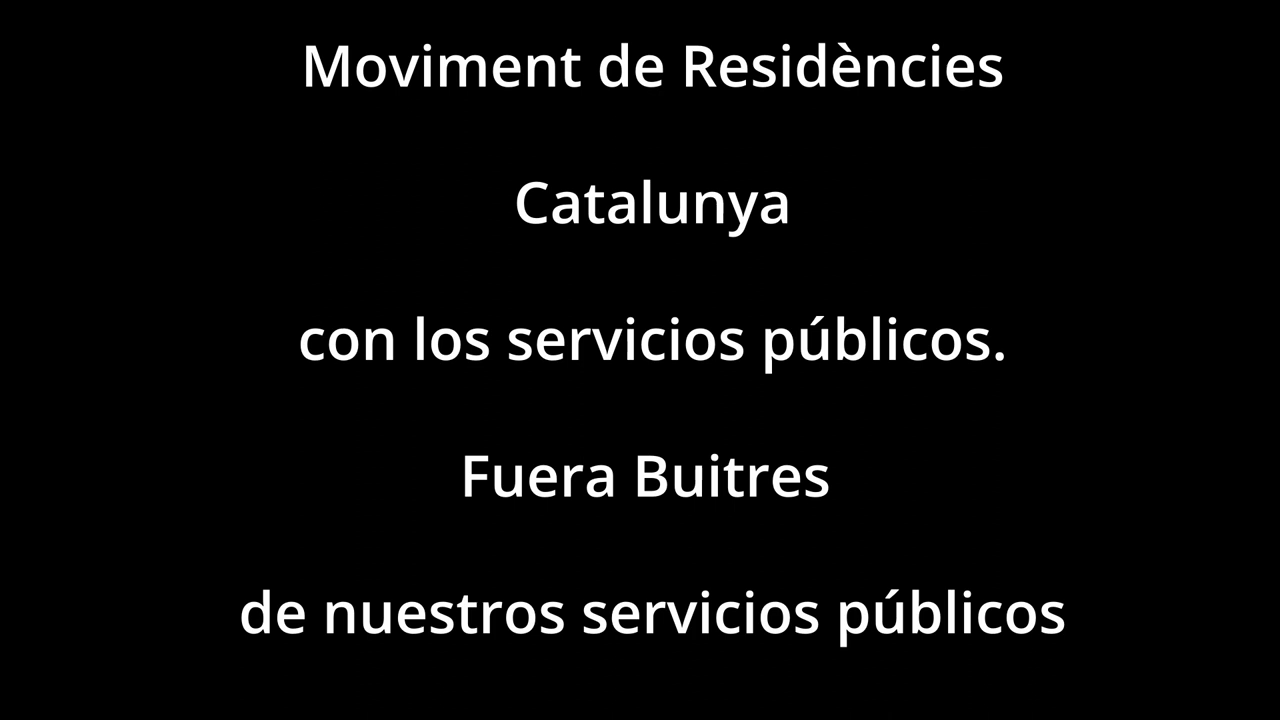 Moviment de Residències
Catalunya
con los servicios públicos.
Fuera Buitres
de nuestros servicios públicos